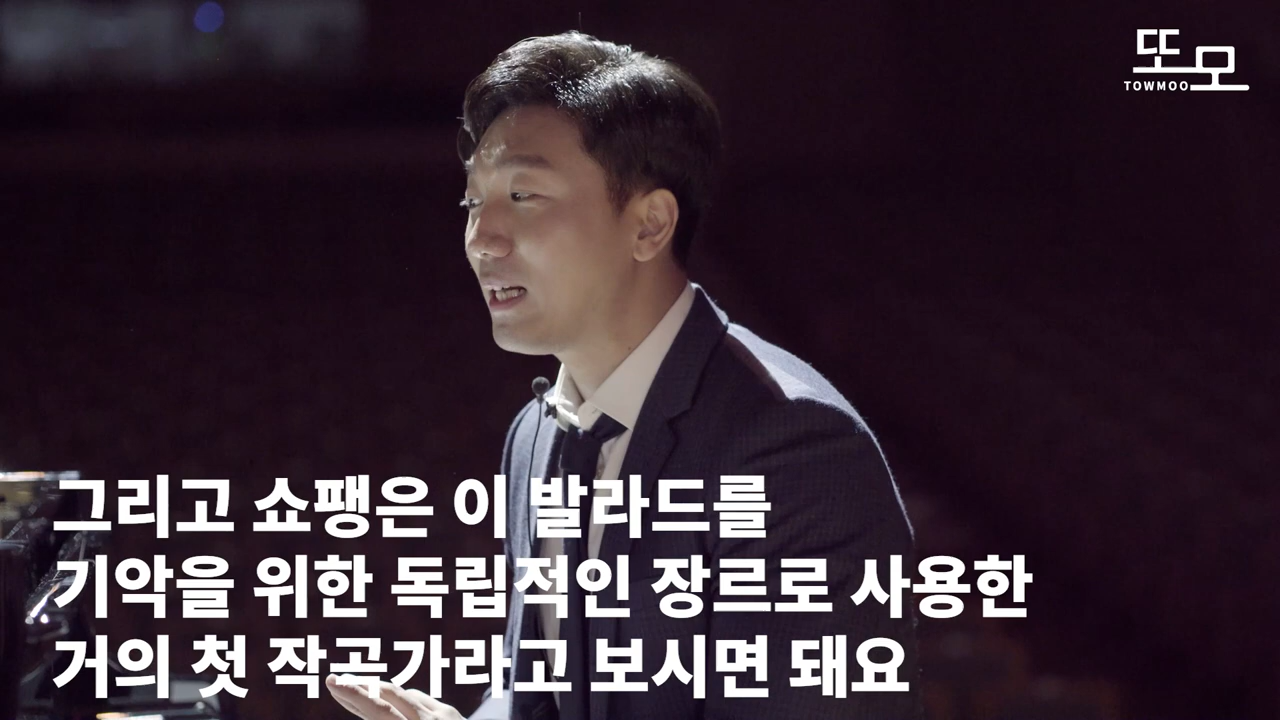 또모
TOWMOO
그리고 쇼팽은 이 발라드를
기악을 위한 독립적인 장르로 사용한
거의 첫 작곡가라고 보시면 돼요